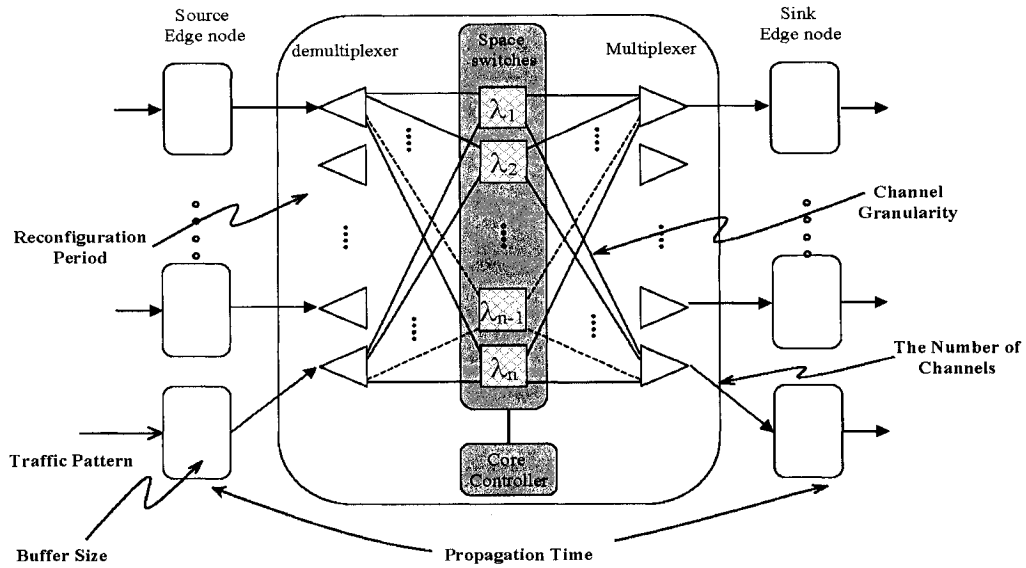 Source
Edge node
demultiplexer
Space
switches
Multiplexer
Sink
Edge node
λ1
λ2
λn-1
λn
Channel
Granularity
Reconfiguration
Period
The Number of
Channels
Traffic Pattern
Core
Controller
Buffer Size
Propagation Time